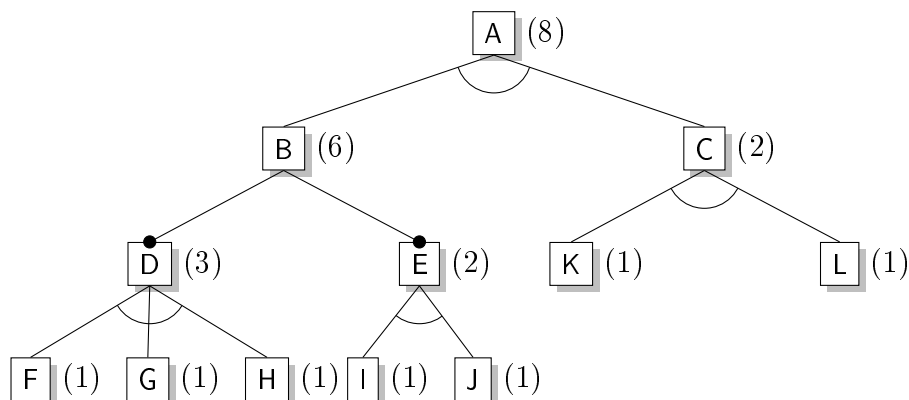 A (8)
B (6) C (2)
D (3) E (2) K (1) L (1)
F (1) G (1) H (1) I (1) J (1)